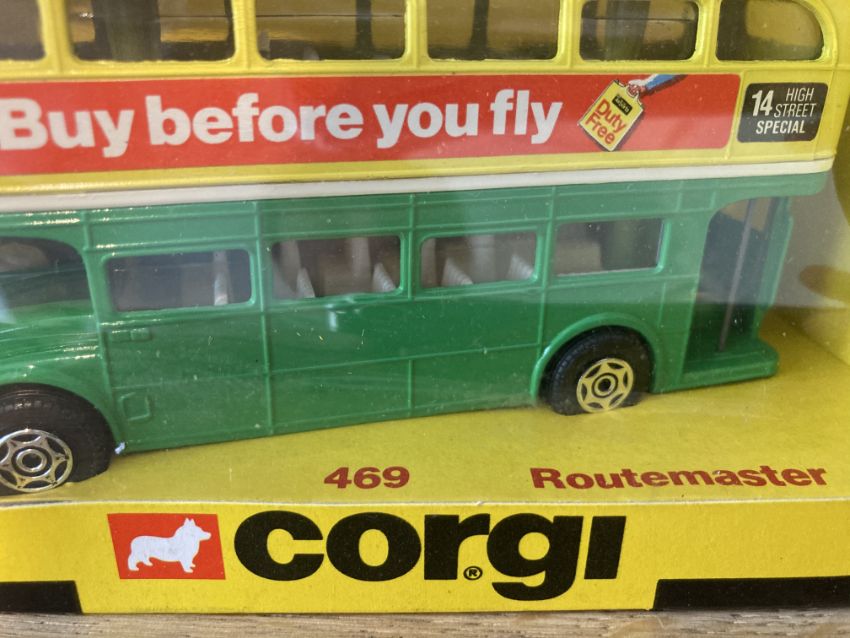 Buy before you fly
Duty
Free
14 HIGH
STREET
SPECIAL
469 Routemaster
corgi®